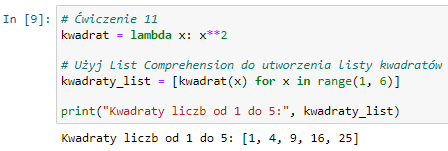 In [9]: # Ćwiczenie 11
kwadrat = lambda x: x**2
# Użyj List Comprehension do utworzenia listy kwadratów
kwadraty_list = [kwadrat(x) for x in range(1, 6)]
print("Kwadraty liczb od 1 do 5:", kwadraty_list)
Kwadraty liczb od 1 do 5: [1, 4, 9, 16, 25]